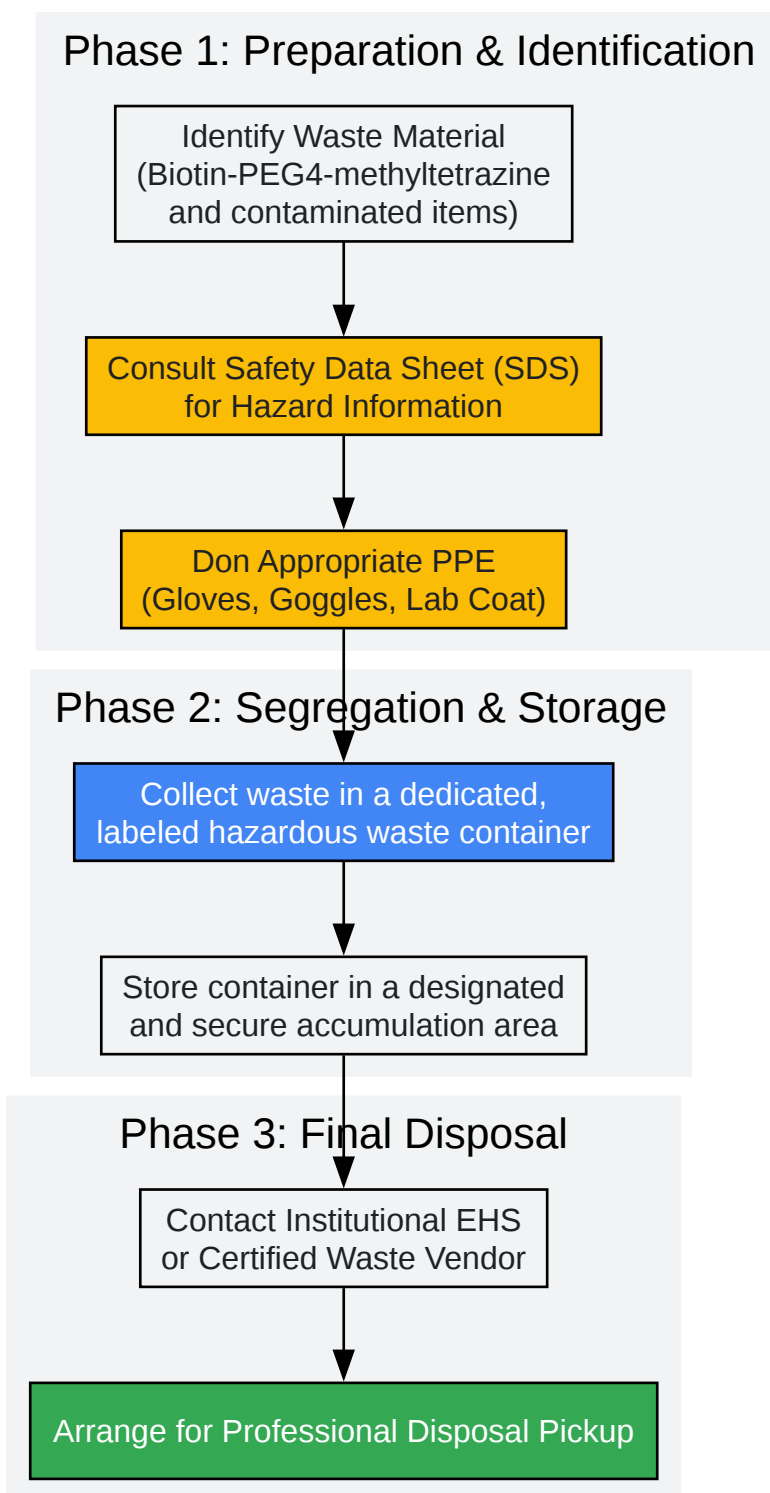 Phase 1: Preparation & Identification
Identify Waste Material
(Biotin-PEG4-methyltetrazine
and contaminated items)
Consult Safety Data Sheet (SDS)
for Hazard Information
Don Appropriate PPE
(Gloves, Goggles, Lab Coat)
Phase 2: Segregation & Storage
Collect waste in a dedicated,
labeled hazardous waste container
Store container in a designated
and secure accumulation area
Phase 3: Final Disposal
Contact Institutional EHS
or Certified Waste Vendor
Arrange for Professional Disposal Pickup